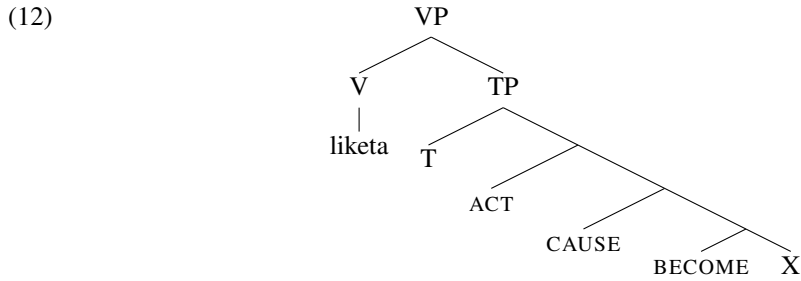 (12) VP
V TP
liketa T
ACT
CAUSE
BECOME X